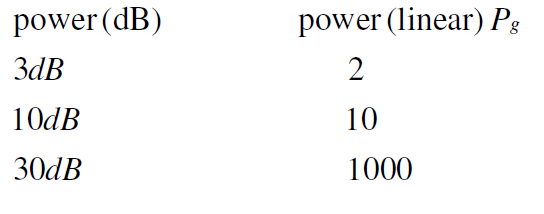 power (dB) power (linear) Pg
3dB 2
10dB 10
30dB 1000